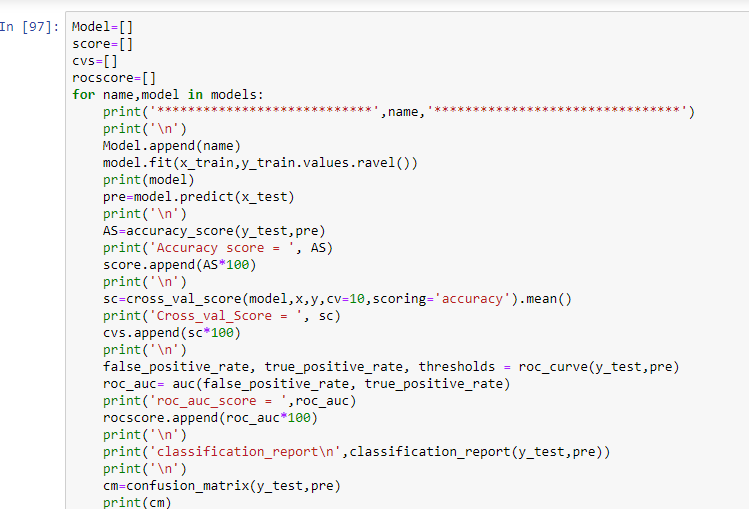 In [97]: Model=[]
score=[]
cvs=[]
rocscore=[]
for name,model in models:
    print('****************************',name,'********************************')
    print('\n')
    Model.append(name)
    model.fit(x_train,y_train.values.ravel())
    print(model)
    pre=model.predict(x_test)
    print('\n')
    AS=accuracy_score(y_test,pre)
    print('Accuracy score = ', AS)
    score.append(AS*100)
    print('\n')
    sc=cross_val_score(model,x,y,cv=10,scoring='accuracy').mean()
    print('Cross_val_Score = ', sc)
    cvs.append(sc*100)
    print('\n')
    false_positive_rate, true_positive_rate, thresholds = roc_curve(y_test,pre)
    roc_auc= auc(false_positive_rate, true_positive_rate)
    print('roc_auc_score = ',roc_auc)
    rocscore.append(roc_auc*100)
    print('\n')
    print('classification_report\n',classification_report(y_test,pre))
    print('\n')
    cm=confusion_matrix(y_test,pre)
    print(cm)